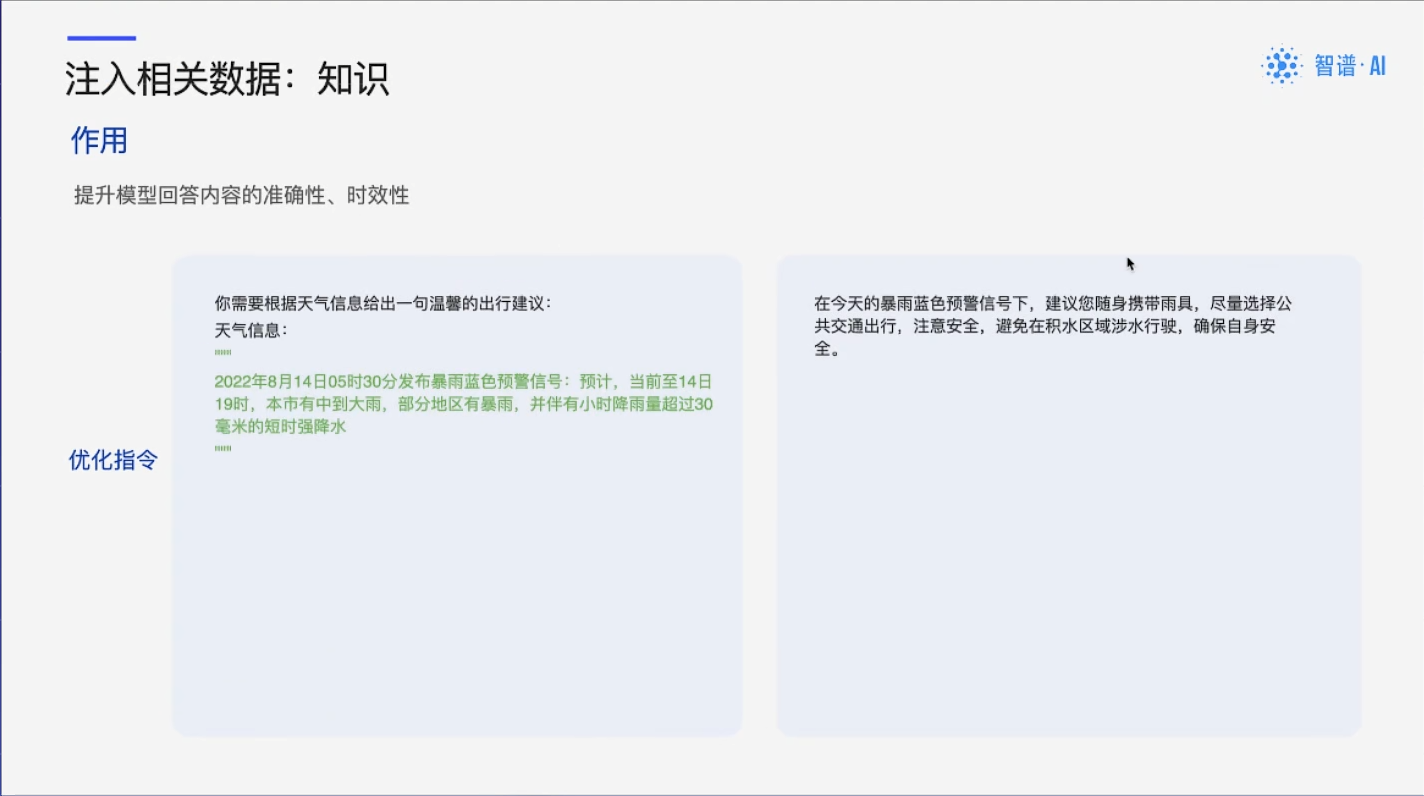 注入相关数据：知识
智谱·AI
作用
提升模型回答内容的准确性、时效性
你需要根据天气信息给出一句温馨的出行建议：
天气信息：
"""
2022年8月14日05时30分发布暴雨蓝色预警信号：预计，当前至14日
19时，本市有中到大雨，部分地区有暴雨，并伴有小时降雨量超过30
毫米的短时强降水
"""
优化指令
在今天的暴雨蓝色预警信号下，建议您随身携带雨具，尽量选择公
共交通出行，注意安全，避免在积水区域涉水行驶，确保自身安
全。